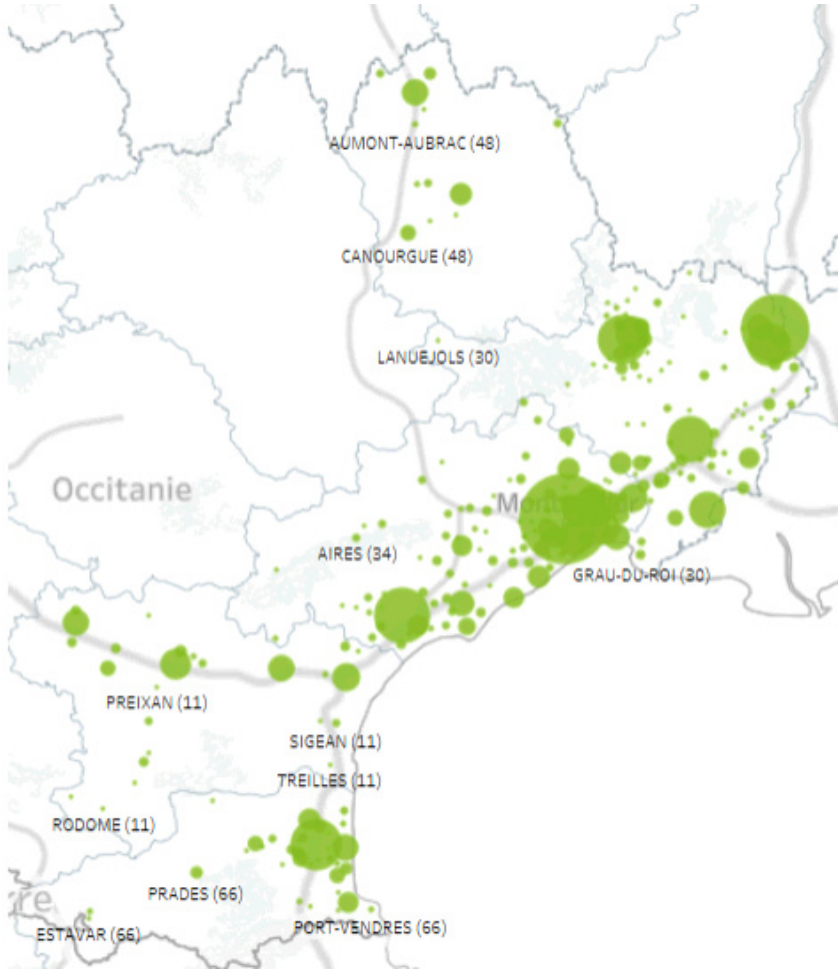 AUMONT-AUBRAC (48)
CANOURGUE (48)
LANUEJOLS (30)
Occitanie
AIRES (34)
GRAU-DU-ROI (30)
PREIXAN (11)
SIGEAN (11)
TREILLES (11)
RODOME (11)
PRADES (66)
ESTAVAR (66)
PORT-VENDRES (66)